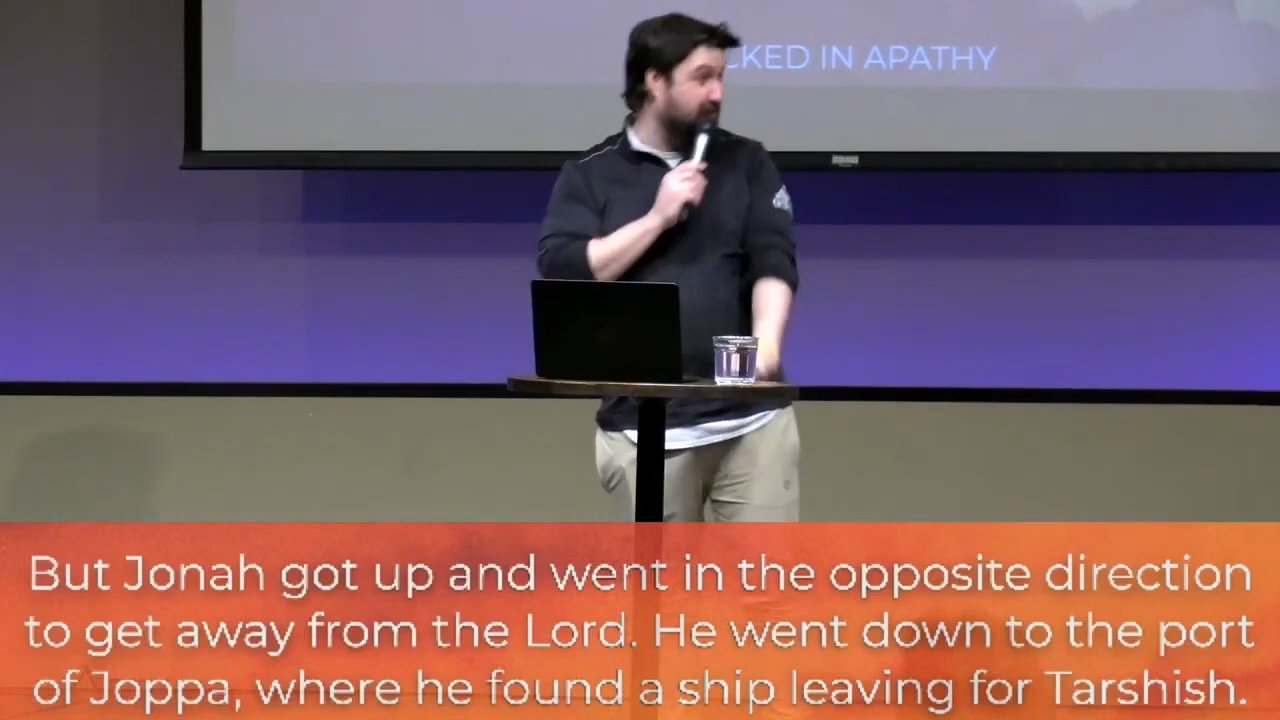 CKED IN APATHY
But Jonah got up and went in the opposite direction
to get away from the Lord. He went down to the port
of Joppa, where he found a ship leaving for Tarshish.